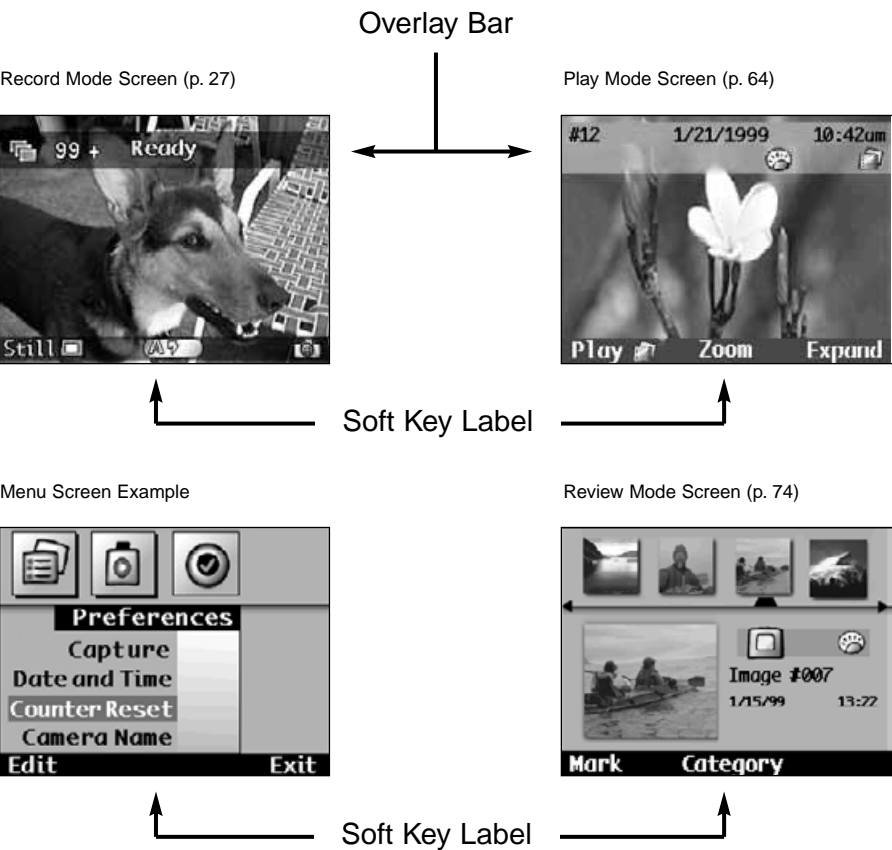 Overlay Bar
Record Mode Screen (p. 27)
Play Mode Screen (p. 64)
99 + Ready
#12 1/21/1999 10:42am
Still A?
Play Zoom Expand
Soft Key Label
Menu Screen Example
Review Mode Screen (p. 74)
Preferences
Capture
Date and Time
Counter Reset
Camera Name
Edit Exit
Image #007
1/15/99 13:22
Mark Category
Soft Key Label